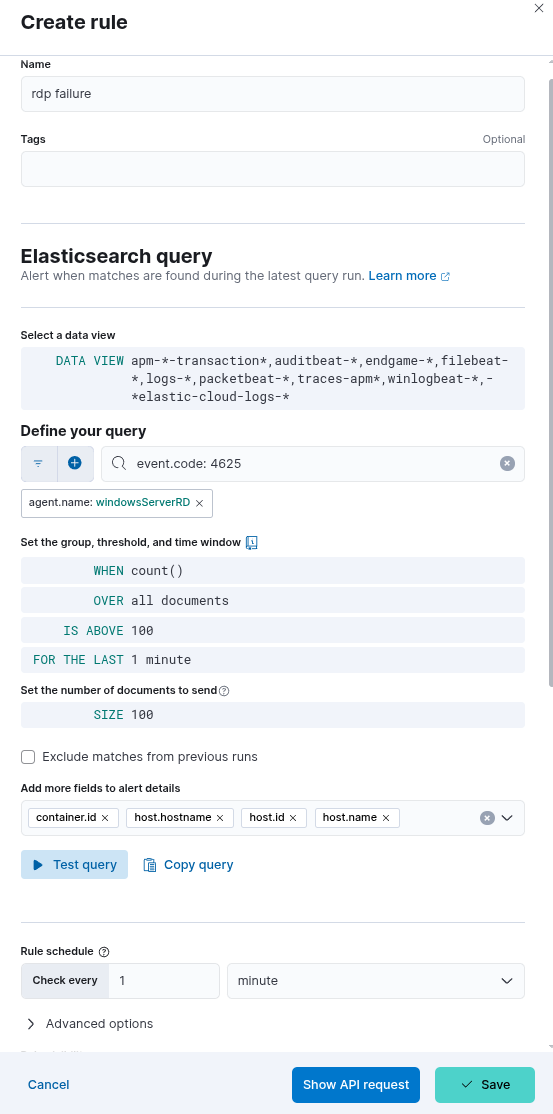 Create rule
Name
rdp failure
Tags
Optional
Elasticsearch query
Alert when matches are found during the latest query run. Learn more
Select a data view
DATA VIEW apm-*-transaction*,auditbeat-*,endgame-*,filebeat-
*,logs-*,packetbeat-*,traces-apm*,winlogbeat-*,-
*elastic-cloud-logs-*
Define your query
event.code: 4625
agent.name: windowsServerRD
Set the group, threshold, and time window
WHEN count()
OVER all documents
IS ABOVE 100
FOR THE LAST 1 minute
Set the number of documents to send
SIZE 100
Exclude matches from previous runs
Add more fields to alert details
container.id host.hostname host.id host.name
Test query Copy query
Rule schedule
Check every 1 minute
Advanced options
Cancel Show API request Save